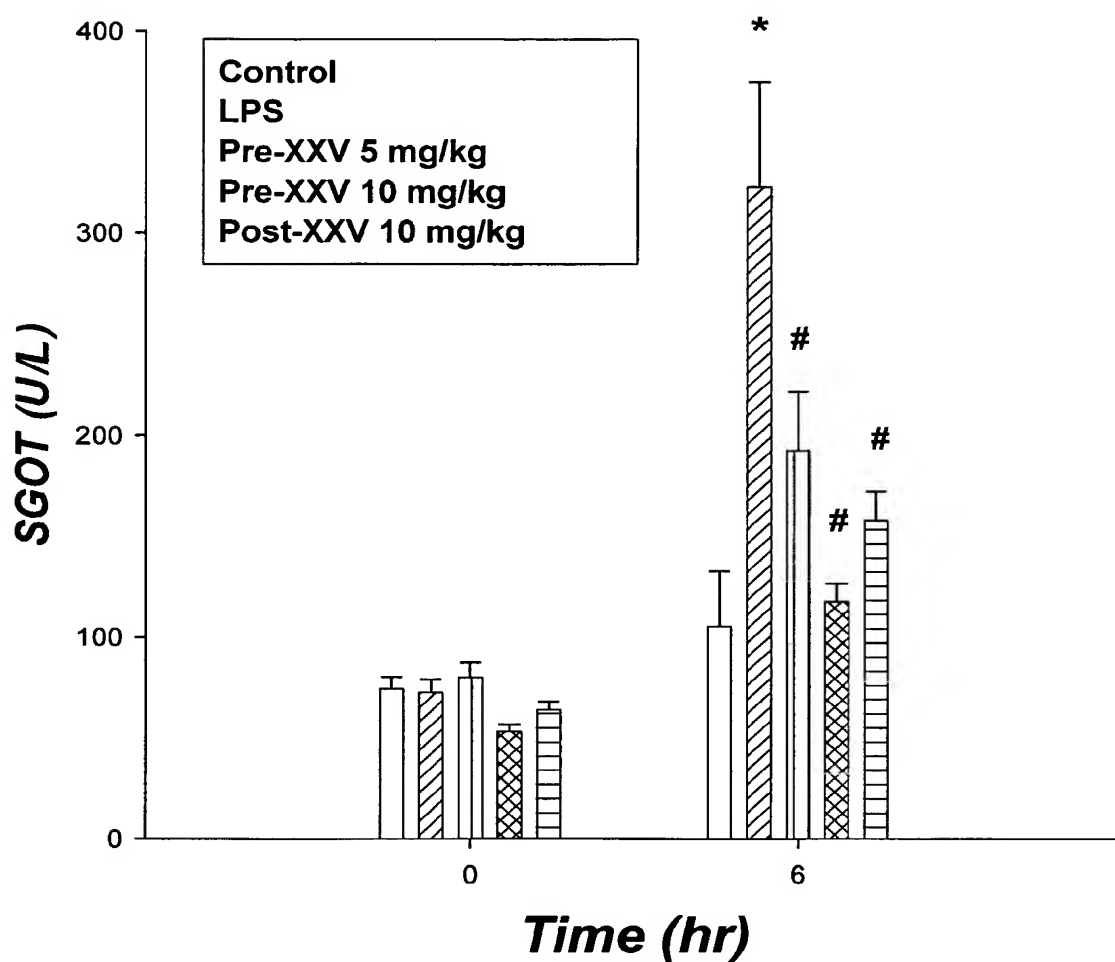 400
300
200
100
0
SGOT (U/L)
Control
LPS
Pre-XXV 5 mg/kg
Pre-XXV 10 mg/kg
Post-XXV 10 mg/kg
*
#
#
#
0
6
Time (hr)